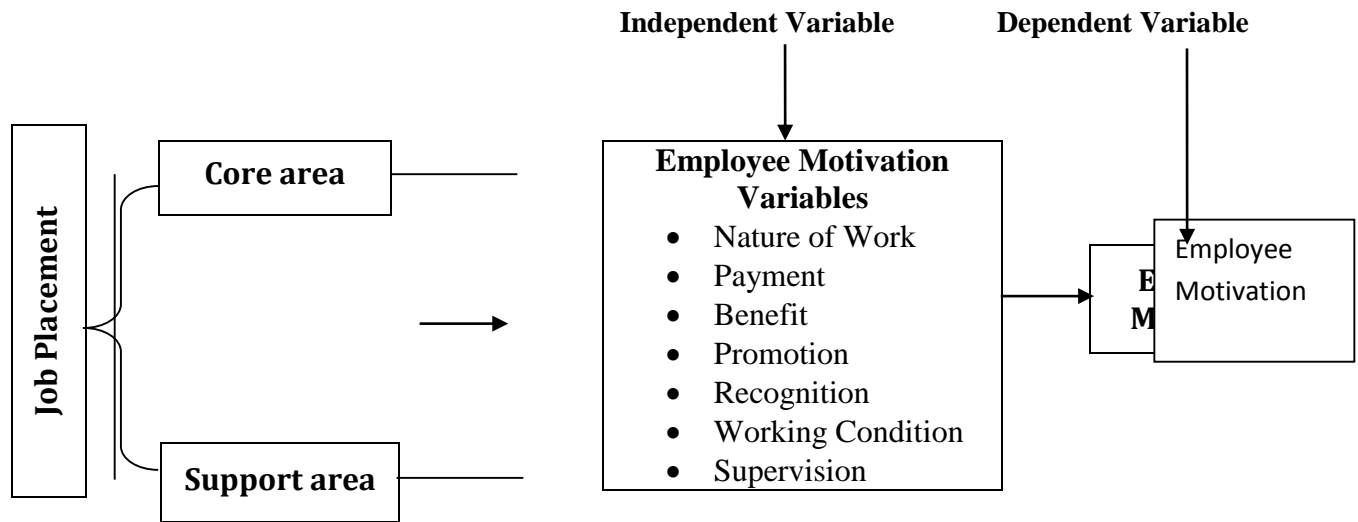 Independent Variable
Dependent Variable
Job Placement
Core area
Support area
Employee Motivation
Variables
• Nature of Work
• Payment
• Benefit
• Promotion
• Recognition
• Working Condition
• Supervision
E
M
Employee
Motivation